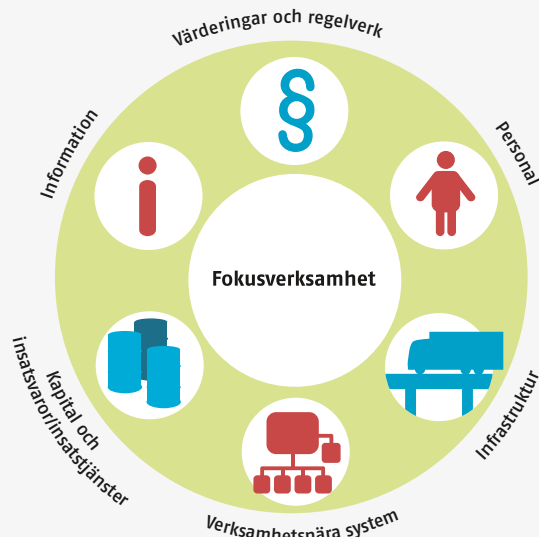 Värderingar och regelverk
Information
Personal
Fokusverksamhet
Kapital och
insatsvaror/insatstjänster
Infrastruktur
Verksamhetsnära system
§